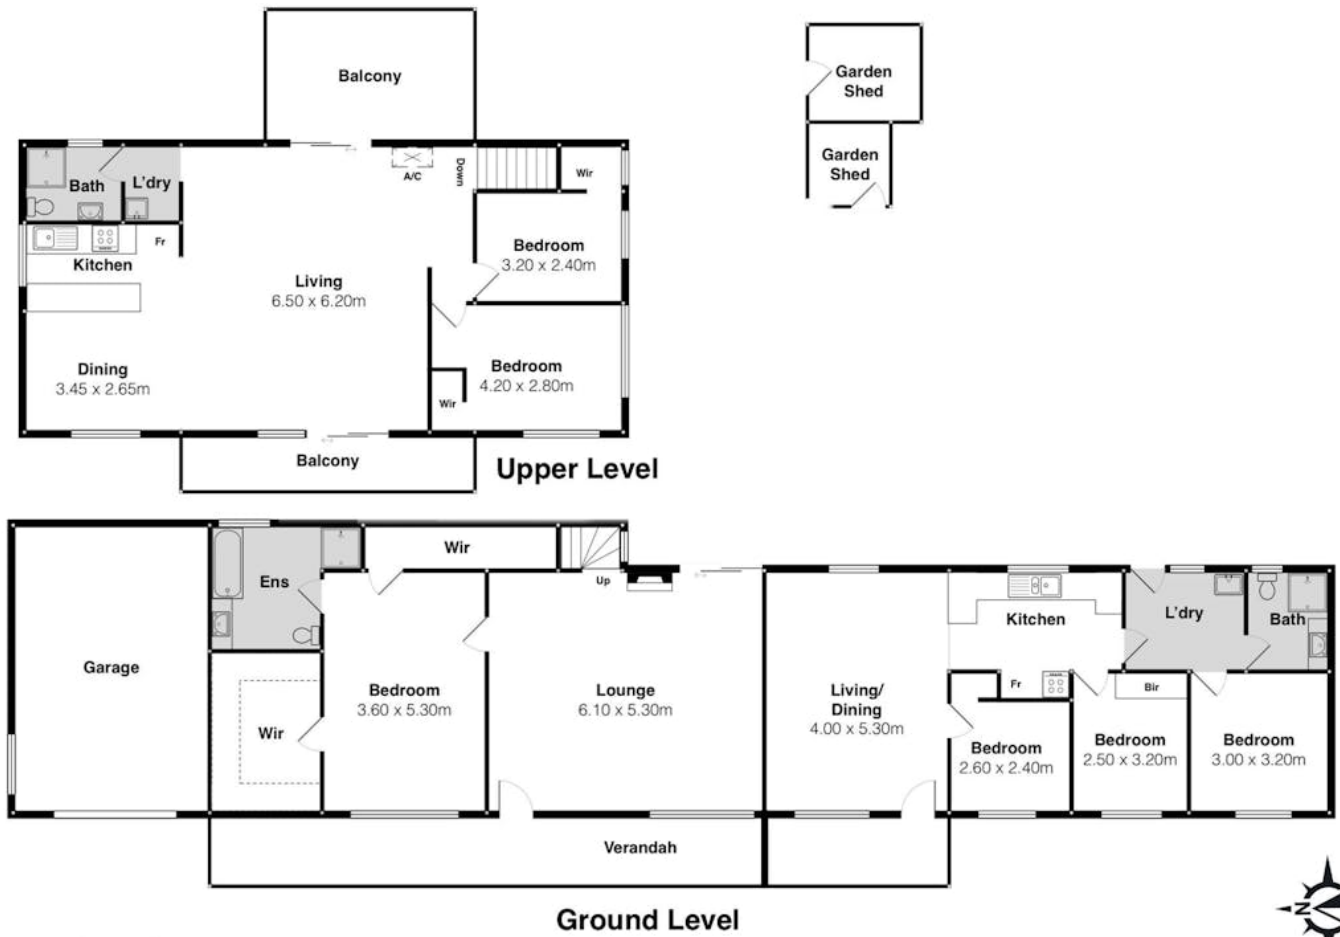 Balcony
Garden
Shed
Garden
Shed
Bath
L'dry
A/C
Down
Wir
Fr
Kitchen
Living
6.50 x 6.20m
Bedroom
3.20 x 2.40m
Dining
3.45 x 2.65m
Bedroom
4.20 x 2.80m
Wir
Balcony
Upper Level
Ens
Wir
Up
Garage
Wir
Bedroom
3.60 x 5.30m
Lounge
6.10 x 5.30m
Living/
Dining
4.00 x 5.30m
Kitchen
Fr
L'dry
Bath
Bir
Bedroom
2.60 x 2.40m
Bedroom
2.50 x 3.20m
Bedroom
3.00 x 3.20m
Verandah
Ground Level
N